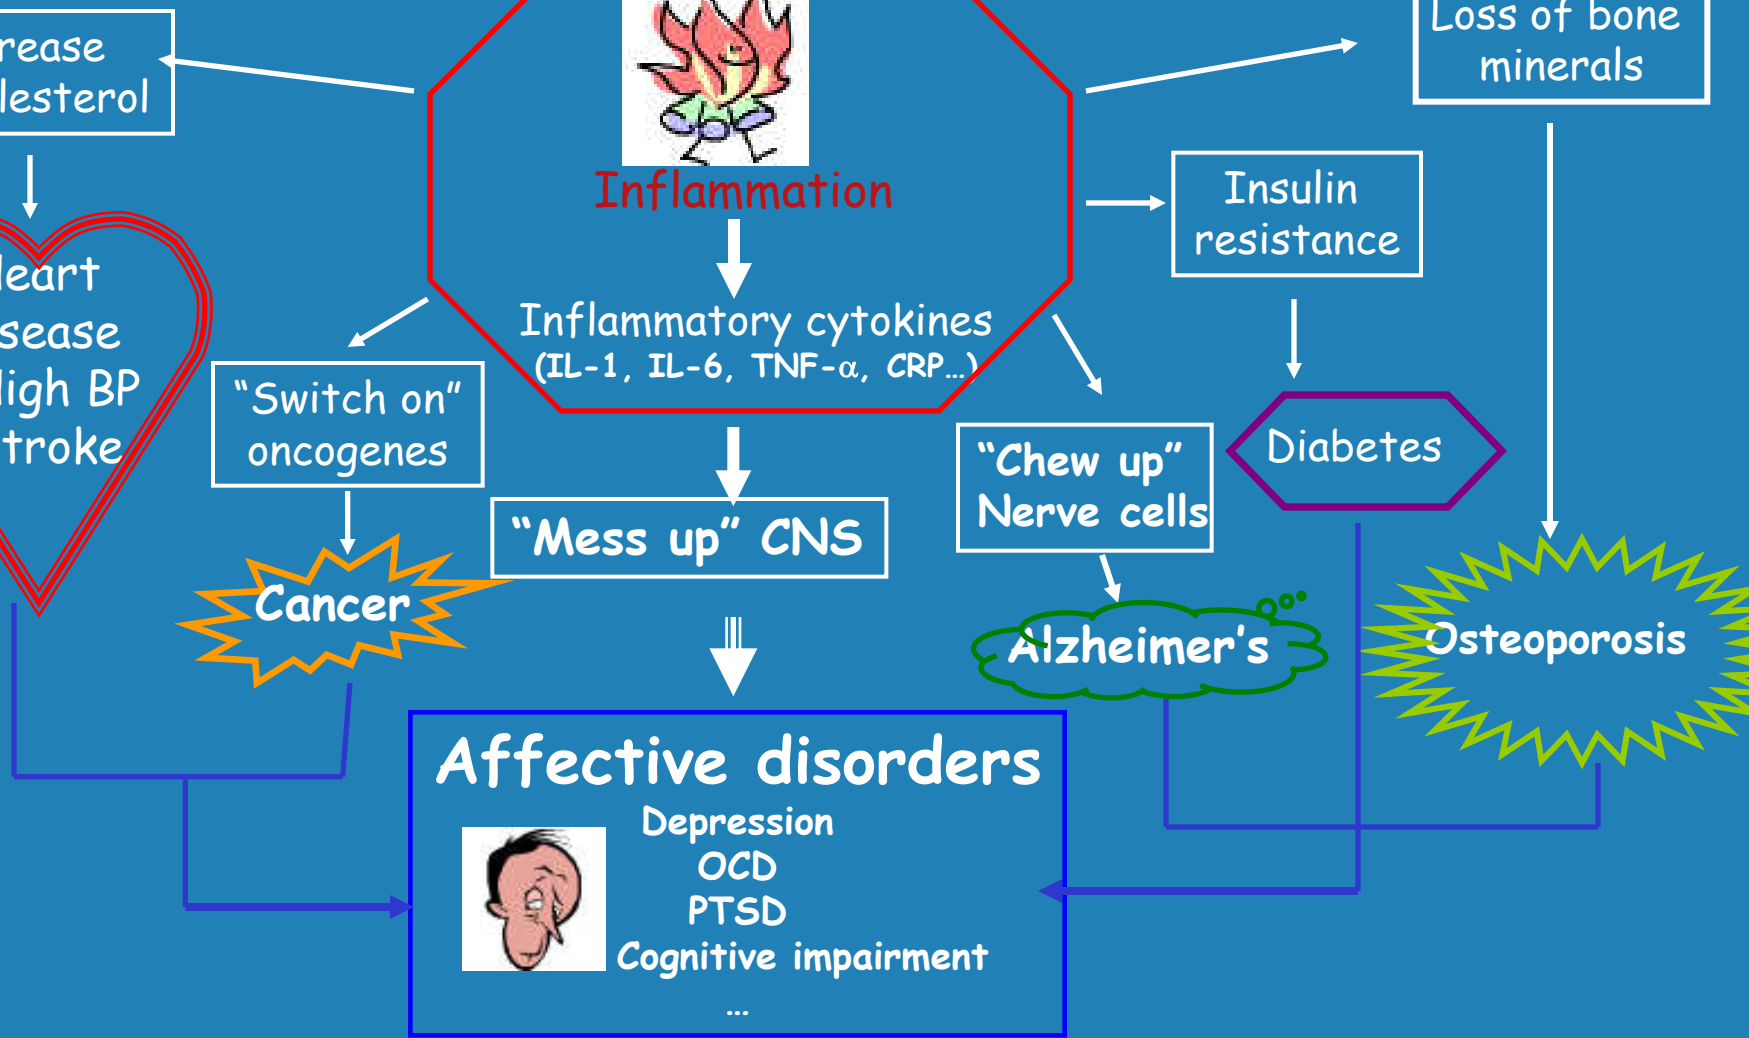 rease
lesterol
Loss of bone
minerals
Inflammation
Insulin
resistance
eart
sease
igh BP
troke
Inflammatory cytokines
(IL-1, IL-6, TNF-α, CRP…)
“Switch on”
oncogenes
“Chew up”
Nerve cells
Diabetes
“Mess up” CNS
Cancer
Alzheimer’s
Osteoporosis
Affective disorders
Depression
OCD
PTSD
Cognitive impairment
…